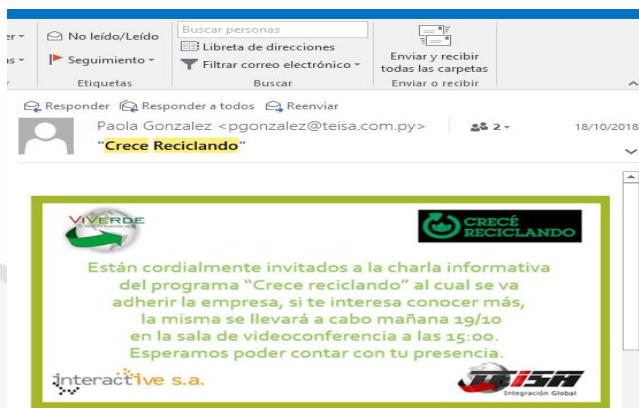 er
No leído/Leído
Buscar personas
Libreta de direcciones
as
Seguimiento
Filtrar correo electrónico
Enviar y recibir
todas las carpetas
Etiquetas
Buscar
Enviar o recibir
Responder Responder a todos Reenviar
Paola Gonzalez <pgonzalez@teisa.com.py> 2 18/10/2018
"Crece Reciclando"
VIVERDE
CRECÉ
RECICLANDO
Están cordialmente invitados a la charla informativa
del programa "Crece reciclando" al cual se va
adherir la empresa, si te interesa conocer más,
la misma se llevará a cabo mañana 19/10
en la sala de videoconferencia a las 15:00.
Esperamos poder contar con tu presencia.
interactive s.a.
TEISA
Integración Global